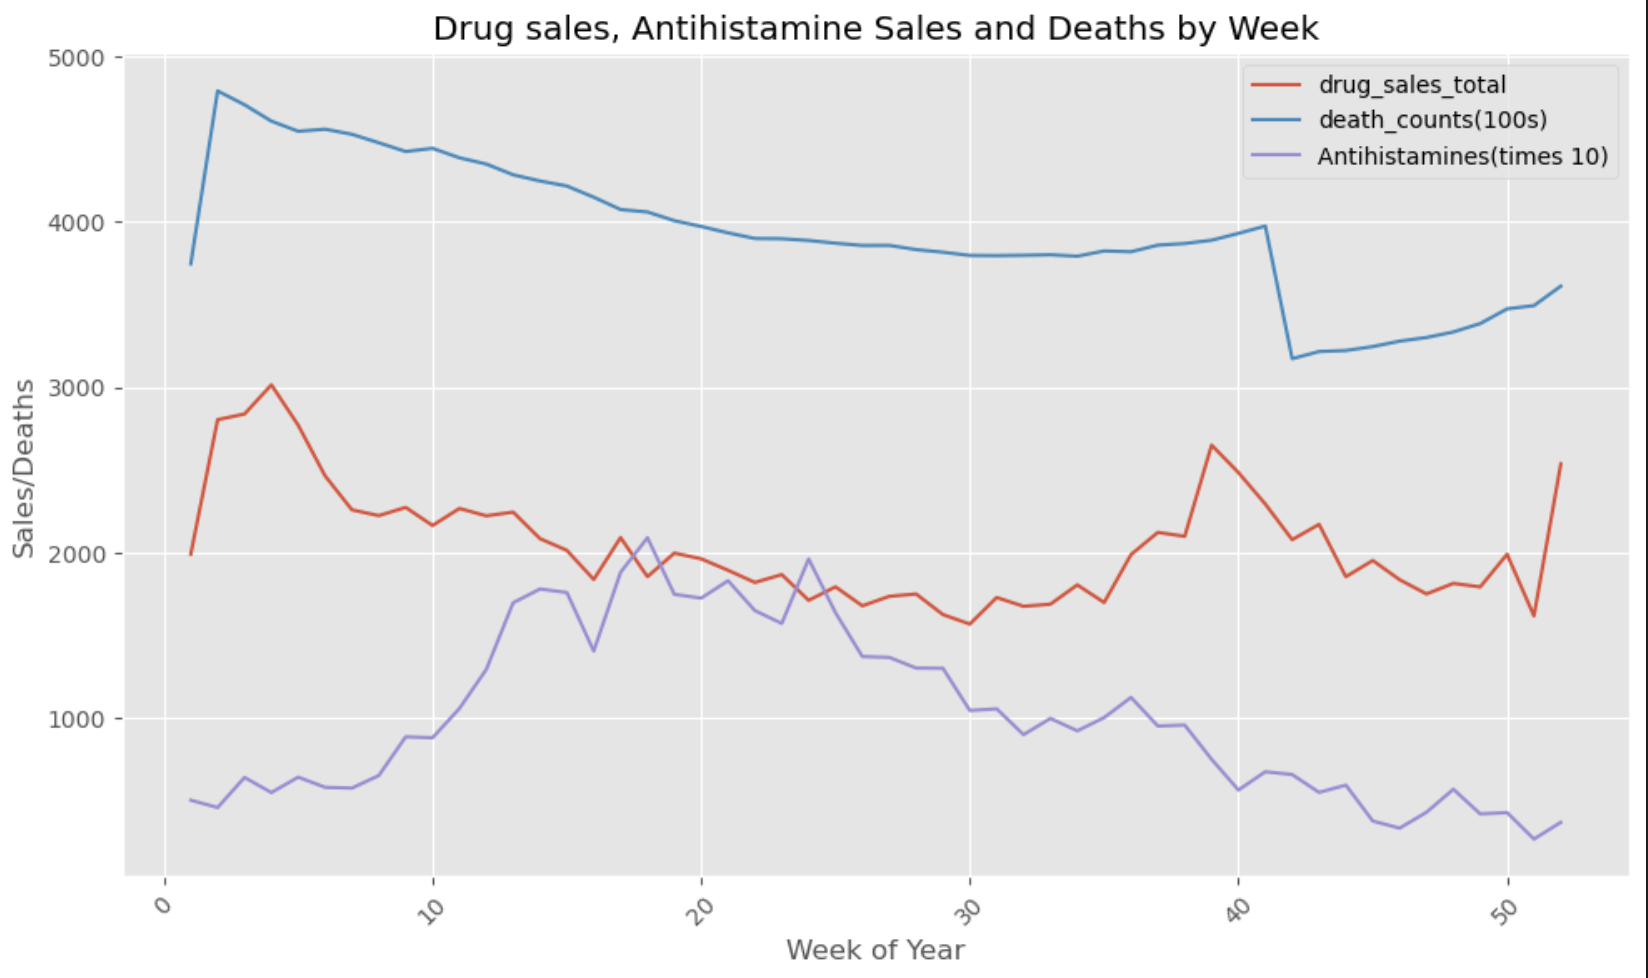 Drug sales, Antihistamine Sales and Deaths by Week
drug_sales_total
death_counts(100s)
Antihistamines(times 10)
5000
4000
3000
2000
1000
Sales/Deaths
0
10
20
30
40
50
Week of Year